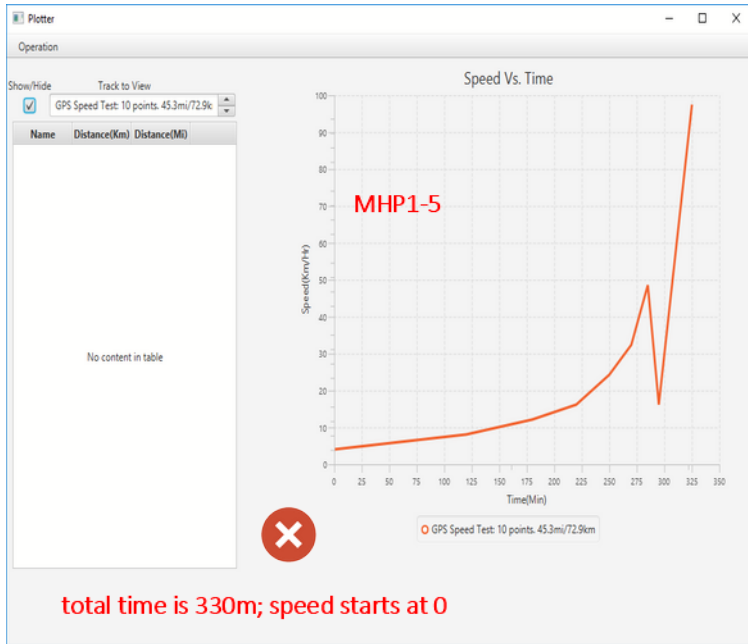 Plotter
Operation
Show/Hide Track to View
GPS Speed Test: 10 points. 45.3mi/72.9k
Name Distance(Km) Distance(Mi)
No content in table
Speed Vs. Time
100
90
80
70
60
50
40
30
20
10
0
Speed(Km/Hr)
MHP1-5
0 25 50 75 100 125 150 175 200 225 250 275 300 325 350
Time(Min)
GPS Speed Test: 10 points. 45.3mi/72.9km
total time is 330m; speed starts at 0